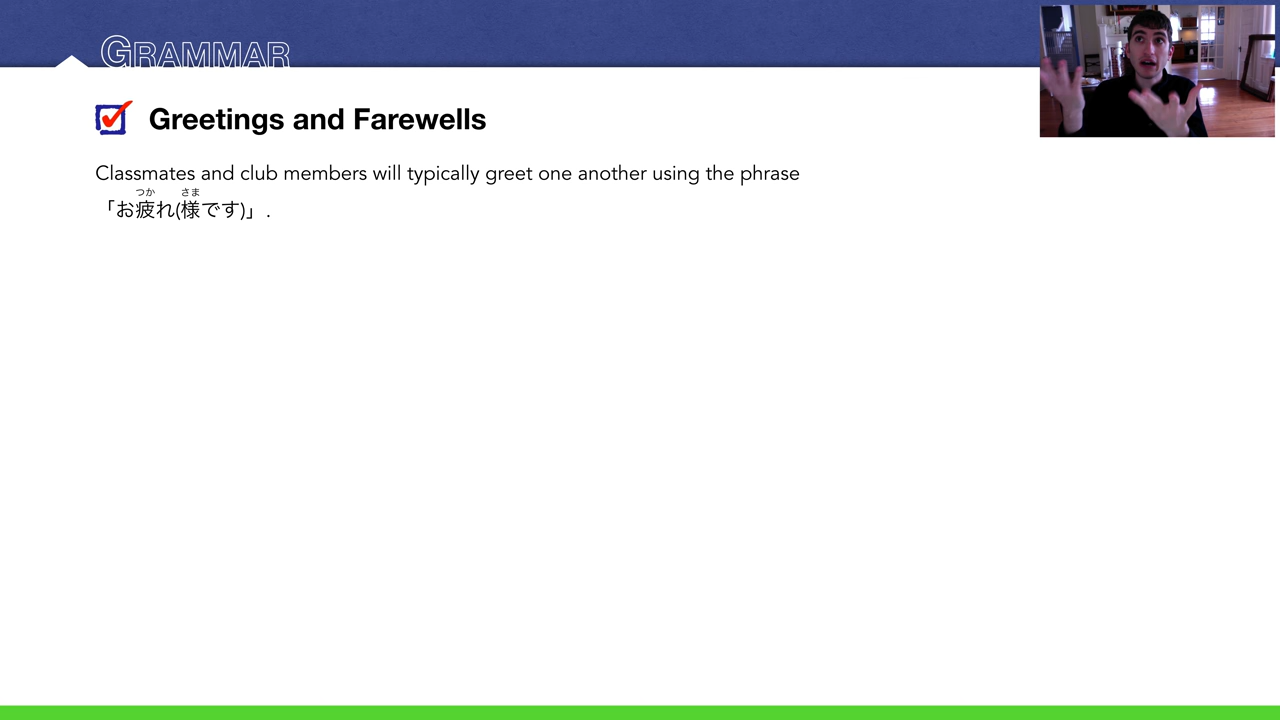 GRAMMAR
Greetings and Farewells
Classmates and club members will typically greet one another using the phrase
つか さま
「お疲れ(様です)」.